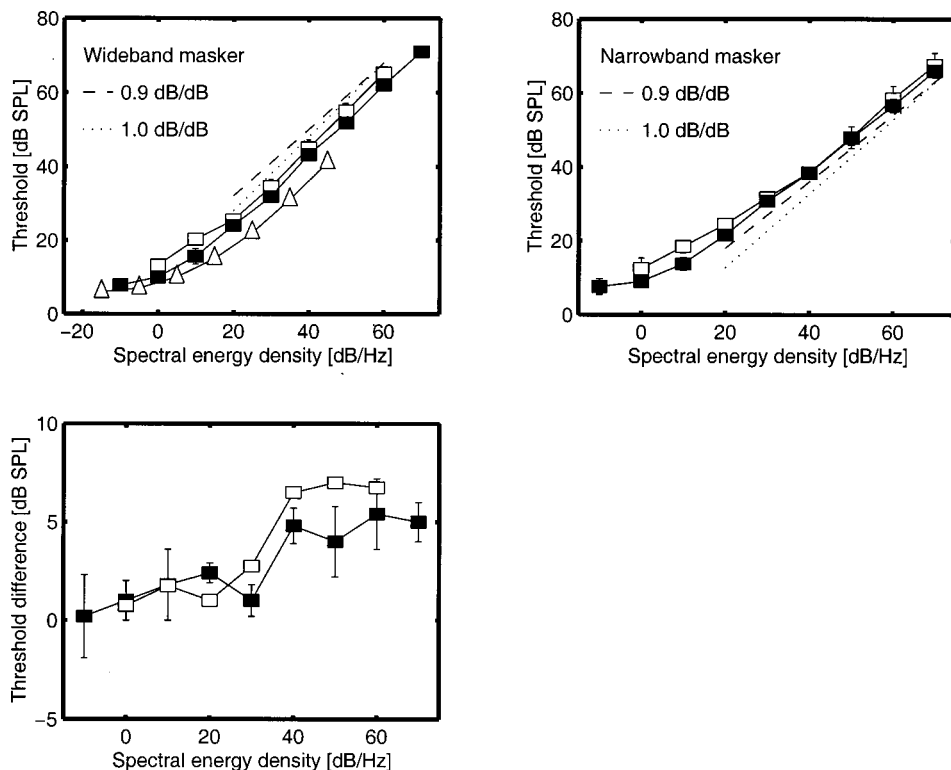 80
60
40
20
0
Threshold [dB SPL]
Wideband masker
0.9 dB/dB
1.0 dB/dB
−20 0 20 40 60
Spectral energy density [dB/Hz]
80
60
40
20
0
Threshold [dB SPL]
Narrowband masker
0.9 dB/dB
1.0 dB/dB
0 20 40 60
Spectral energy density [dB/Hz]
10
5
0
−5
Threshold difference [dB SPL]
0 20 40 60
Spectral energy density [dB/Hz]